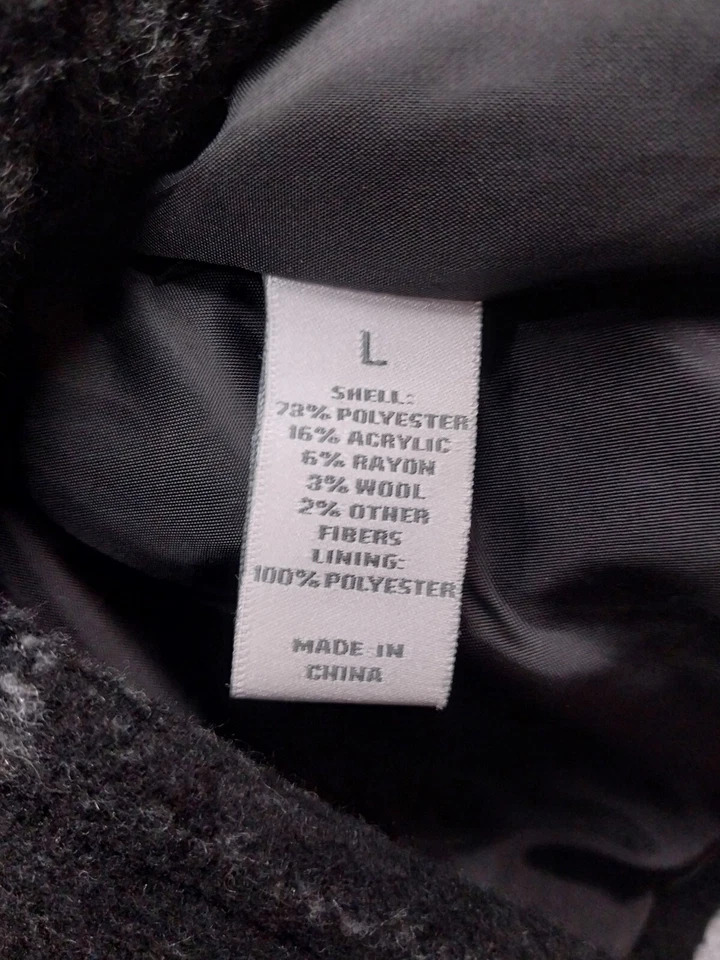 L
SHELL:
73% POLYESTER
16% ACRYLIC
6% RAYON
3% WOOL
2% OTHER
FIBERS
LINING:
100% POLYESTER
MADE IN
CHINA